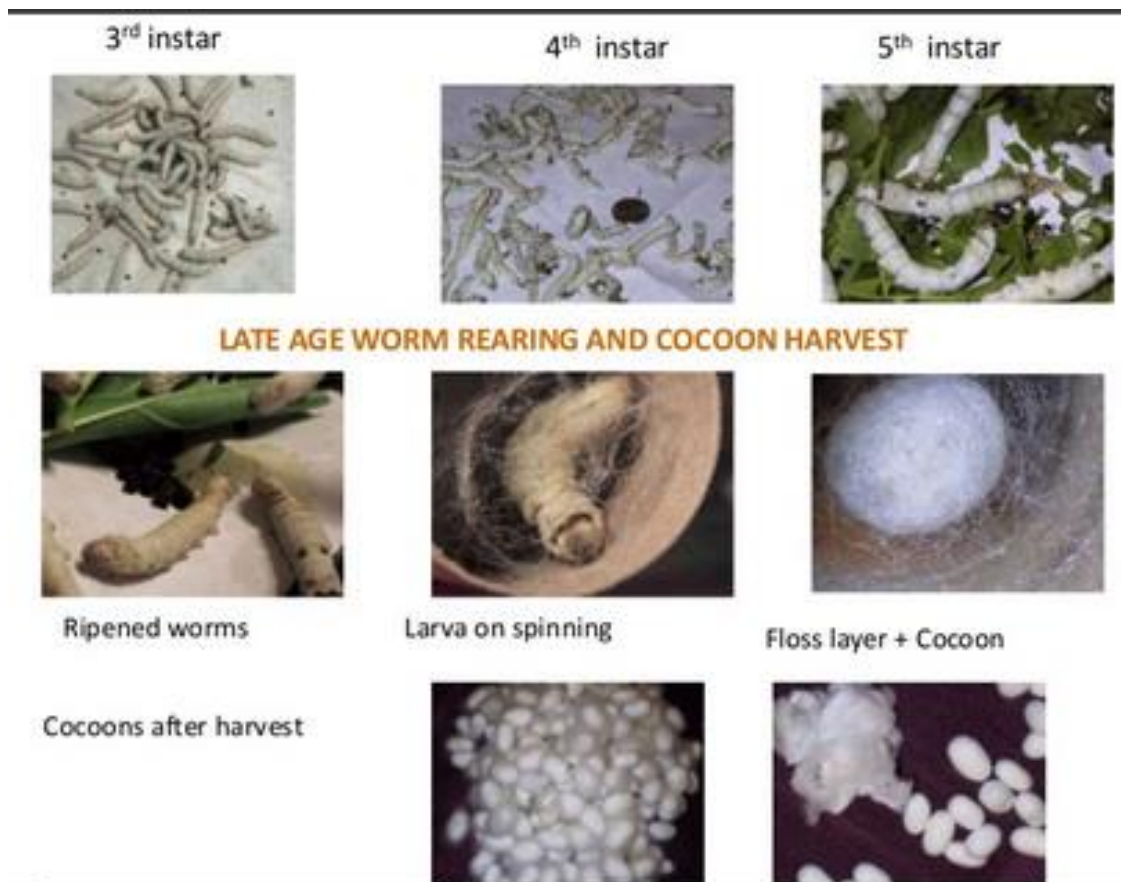 3rd instar
4th instar
5th instar
LATE AGE WORM REARING AND COCOON HARVEST
Ripened worms
Larva on spinning
Floss layer + Cocoon
Cocoons after harvest